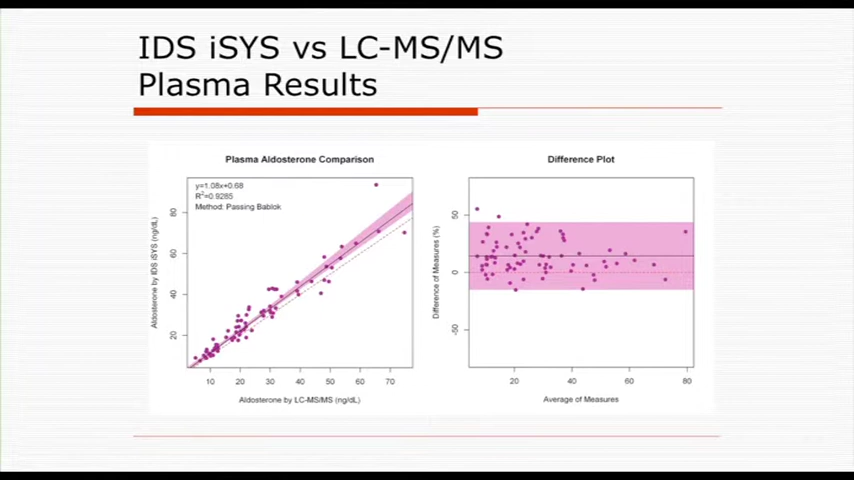 IDS iSYS vs LC-MS/MS
Plasma Results
Plasma Aldosterone Comparison
y=1.08x+0.68
R²=0.9285
Method: Passing Bablok
Aldosterone by IDS iSYS (ng/dL)
80
60
40
20
10 20 30 40 50 60 70
Aldosterone by LC-MS/MS (ng/dL)
Difference Plot
Difference of Measures (%)
50
0
-50
20 40 60 80
Average of Measures